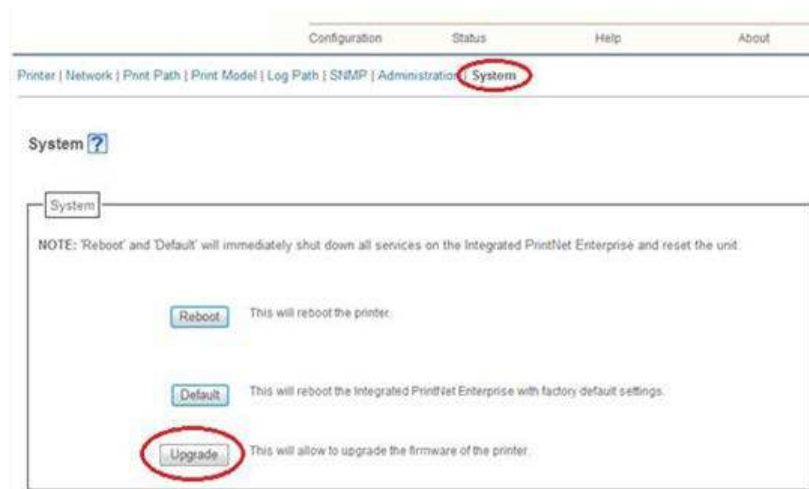 Configuration Status Help About
Printer | Network | Print Path | Print Model | Log Path | SNMP | Administration | System
System ?
System
NOTE: 'Reboot' and 'Default' will immediately shut down all services on the Integrated PrintNet Enterprise and reset the unit.
Reboot This will reboot the printer.
Default This will reboot the Integrated PrintNet Enterprise with factory default settings.
Upgrade This will allow to upgrade the firmware of the printer.